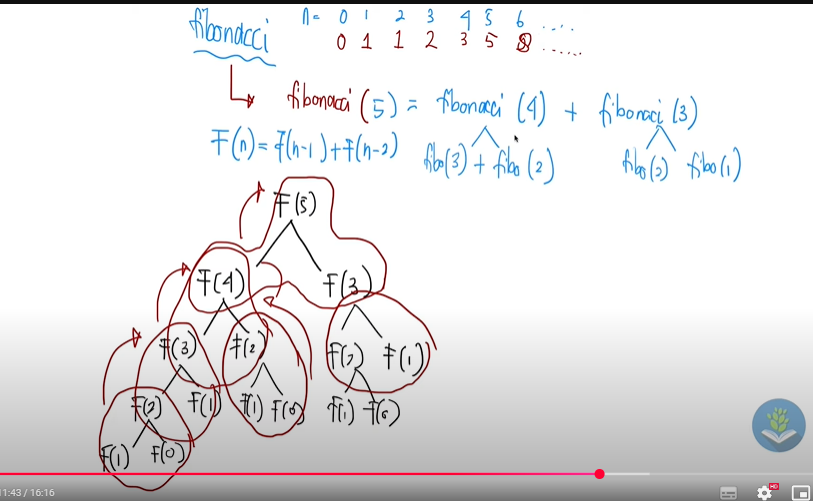 fibonacci n= 0 1 2 3 4 5 6 ....
0 1 1 2 3 5 8 .....
fibonacci (5) = fibonacci (4) + fibonaci (3)
F(n) = f(n-1) + f(n-2) fibo(3) + fibo (2) fibo(2) fibo(1)
F(5)
F(4) F(3)
F(3) F(2) F(2) F(1)
F(2) F(1) F(1) F(0) F(1) F(0)
F(1) F(0)
11:43 / 16:16
HD